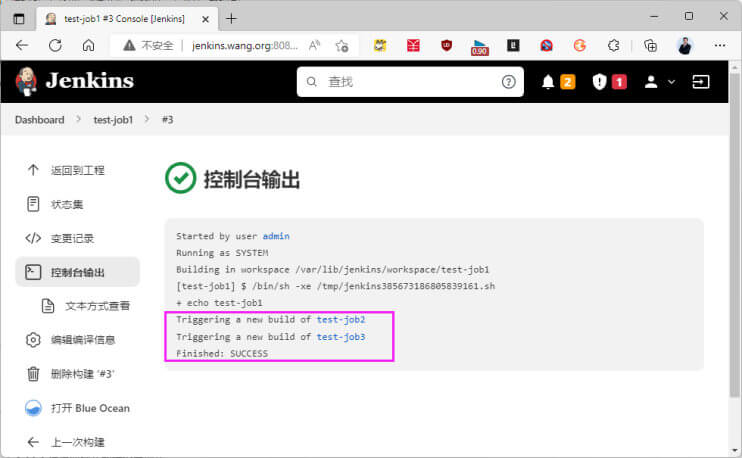 test-job1 #3 Console [Jenkins]
不安全
jenkins.wang.org:808...
0.90
Jenkins
查找
2
1
Dashboard
test-job1
#3
返回到工程
状态集
变更记录
控制台输出
文本方式查看
编辑编译信息
删除构建 '#3'
打开 Blue Ocean
上一次构建
控制台输出
Started by user admin
Running as SYSTEM
Building in workspace /var/lib/jenkins/workspace/test-job1
[test-job1] $ /bin/sh -xe /tmp/jenkins385673186805839161.sh
+ echo test-job1
Triggering a new build of test-job2
Triggering a new build of test-job3
Finished: SUCCESS